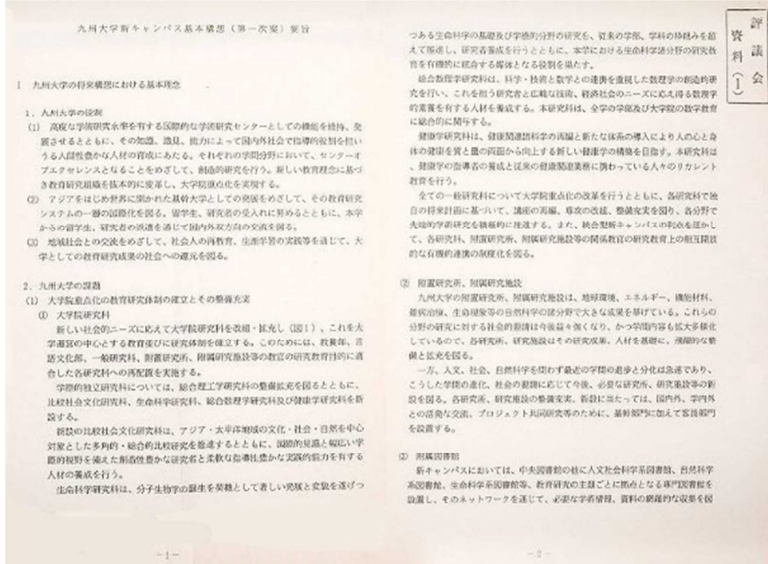 九州大学新キャンパス基本構想（第一次案）要旨
I 九州大学の将来構想における基本理念
1．九州大学の役割
(1) 高度な学術研究水準を有する国際的な学術研究センターとしての機能を維持、発
展させるとともに、その知識、識見、能力によって国内外社会で指導的役割を担い
うる人間性豊かな人材の育成にあたる。それぞれの学問分野において、センターオ
ブエクセレンスとなることをめざして、創造的研究を行う。新しい教育理念に基づ
き教育研究組織を抜本的に変革し、大学院重点化を実現する。
(2) アジアをはじめ世界に開かれた基幹大学としての発展をめざして、その教育研究
システムの一層の国際化を図る。留学生、研究者の受入れに努めるとともに、本学
からの留学生、研究者の派遣を通じて国内外双方向の交流を図る。
(3) 地域社会との交流をめざして、社会人の再教育、生涯学習の実践等を通じて、大
学としての教育研究成果の社会への還元を図る。
2．九州大学の課題
(1) 大学院重点化の教育研究体制の確立とその整備充実
① 大学院研究科
新しい社会的ニーズに応えて大学院研究科を改組・拡充し（図1）、これを大
学運営の中心とする教育並びに研究体制を確立する。このためには、教養部、言
語文化部、一般研究科、附置研究所、附属研究施設等の教官の研究教育目的に適
合した各研究科への再配置を実施する。
学際的独立研究科については、総合理工学研究科の整備拡充を図るとともに、
比較社会文化研究科、生命科学研究科、総合数理学研究科及び健康学研究科を新
設する。
新設の比較社会文化研究科は、アジア・太平洋地域の文化・社会・自然を中心
対象とした多角的・総合的比較研究を推進するとともに、国際的見識と幅広い学
際的視野を備えた創造性豊かな研究者と柔軟な指導性豊かな実践的能力を有する
人材の養成を行う。
生命科学研究科は、分子生物学の誕生を契機として著しい発展と変貌を遂げつ
-1-
評議会
資料(1)
つある生命科学の基礎及び学際的分野の研究を、従来の学部、学科の枠組みを超
えて推進し、研究者養成を行うとともに、本学における生命科学諸分野の研究教
育を有機的に統合する媒体となる役割を果たす。
総合数理学研究科は、科学・技術と数学との連携を重視した数理学の創造的研
究を行い、これを担う研究者と広範な技術、経済社会のニーズに応え得る数理学
的素養を有する人材を養成する。本研究科は、全学の学部及び大学院の数学教育
に総合的に関与する。
健康学研究科は、健康関連諸科学の再編と新たな体系の導入により人の心と身
体の健康を質と量の両面から向上する新しい健康学の構築を目指す。本研究科は
、健康学の指導者の養成と従来の健康関連業務に携わっている人々のリカレント
教育を行う。
全ての一般研究科について大学院重点化の改革を行うとともに、各研究科で独
自の将来計画に基づいて、講座の再編、専攻の改組、整備充実を図り、各分野で
先端的学術研究を積極的に推進する。また、統合型新キャンパスの利点を活かし
て、各研究科、附置研究所、附属研究施設等の関係教官の研究教育上の相互開放
的な有機的連携の制度化を図る。
② 附置研究所、附属研究施設
九州大学の附置研究所、附属研究施設は、地球環境、エネルギー、機能材料、
難病治療、生命現象等の自然科学の諸分野で大きな成果を挙げている。これらの
分野の研究に対する社会的要請は今後益々強くなり、かつ学問内容も拡大多様化
しているので、各研究所、研究施設はその研究成果、人材を基礎に、飛躍的な整
備と拡充を図る。
一方、人文、社会、自然科学を問わず最近の学問の進歩と分化は急速であり、
こうした学問の進化、社会の要請に応じて今後、必要な研究所、研究施設等の新
設を図る。各研究所、研究施設の整備充実、新設に当たっては、国内外、学内外
との活発な交流、プロジェクト共同研究等のために、基幹部門に加えて客員部門
を設置する。
② 附属図書館
新キャンパスにおいては、中央図書館の他に人文社会科学系図書館、自然科学
系図書館、生命科学系図書館等、教育研究の主題ごとに拠点となる専門図書館を
設置し、そのネットワークを通じて、必要な学術情報、資料の網羅的な収集を図
-2-